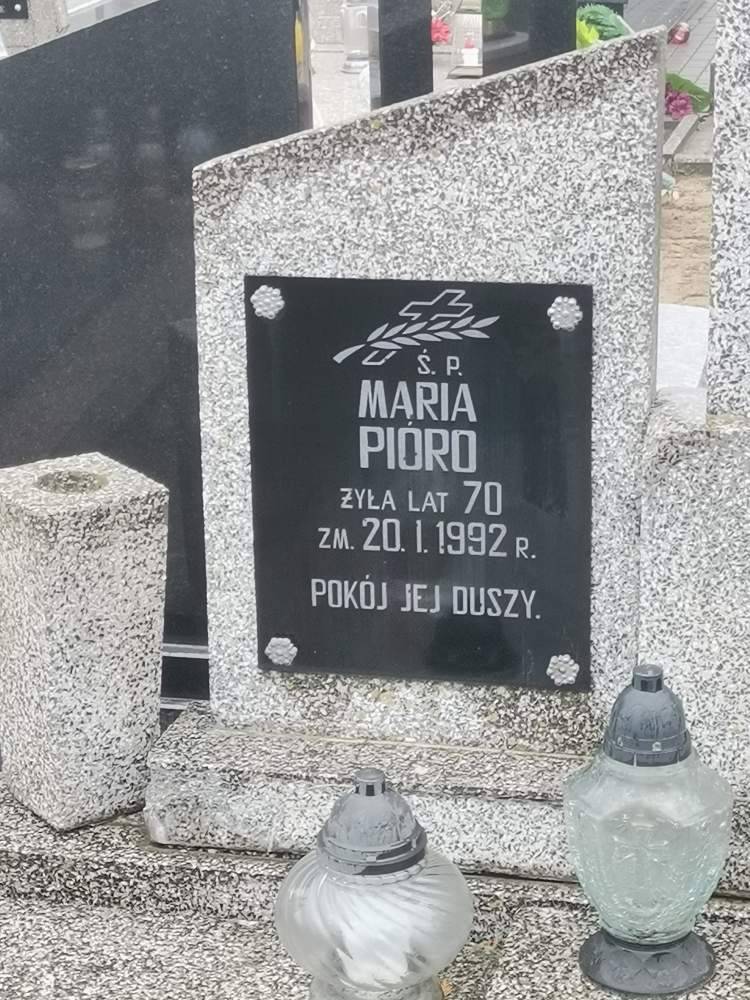 Ś. P.
MARIA
PIÓRO
ŻYŁA LAT 70
ZM. 20. I. 1992 R.
POKÓJ JEJ DUSZY.